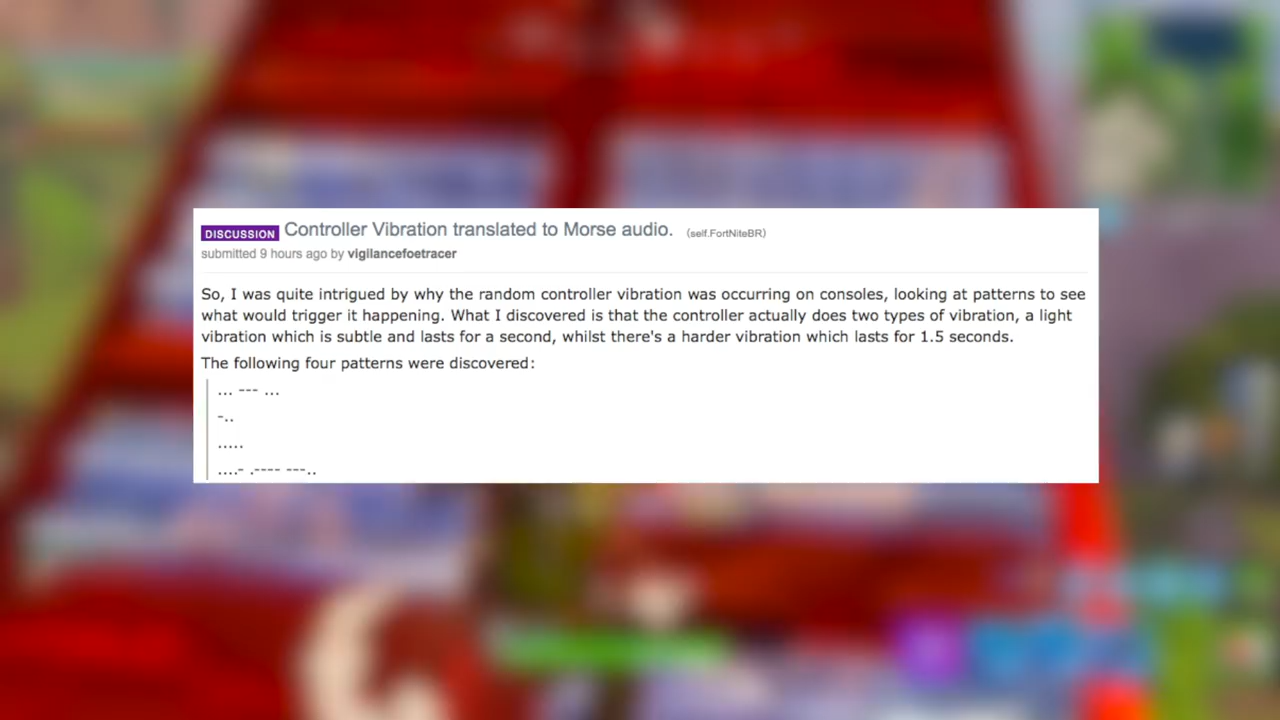 DISCUSSION Controller Vibration translated to Morse audio. (self.FortNiteBR)
submitted 9 hours ago by vigilancefoetracer
So, I was quite intrigued by why the random controller vibration was occurring on consoles, looking at patterns to see
what would trigger it happening. What I discovered is that the controller actually does two types of vibration, a light
vibration which is subtle and lasts for a second, whilst there's a harder vibration which lasts for 1.5 seconds.
The following four patterns were discovered:
... --- ...
-..
.....
....- .---- ---..